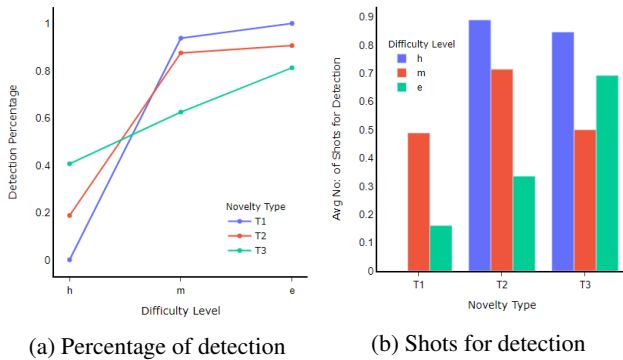 1
0.8
0.6
0.4
0.2
0
Detection Percentage
Novelty Type
T1
T2
T3
h
m
e
Difficulty Level
(a) Percentage of detection
0.9
0.8
0.7
0.6
0.5
0.4
0.3
0.2
0.1
0
Avg No: of Shots for Detection
Difficulty Level
h
m
e
T1
T2
T3
Novelty Type
(b) Shots for detection